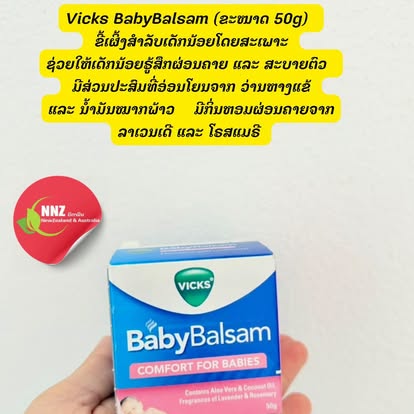 Vicks BabyBalsam (ຂະໜາດ 50g)
ຂີ້ເຜິ້ງສຳລັບເດັກນ້ອຍໂດຍສະເພາະ
ຊ່ວຍໃຫ້ເດັກນ້ອຍຮູ້ສຶກຜ່ອນຄາຍ ແລະ ສະບາຍຕົວ
ມີສ່ວນປະສົມທີ່ອ່ອນໂຍນຈາກ ວ່ານຫາງແຂ້
ແລະ ນ້ຳມັນໝາກພ້າວ ມີກິ່ນຫອມຜ່ອນຄາຍຈາກ
ລາເວນເດີ ແລະ ໂຣສແມຣີ
NNZ
NewZealand & Australia
VICKS
BabyBalsam
COMFORT FOR BABIES
Contains Aloe Vera & Coconut Oil,
Fragrances of Lavender & Rosemary
50g